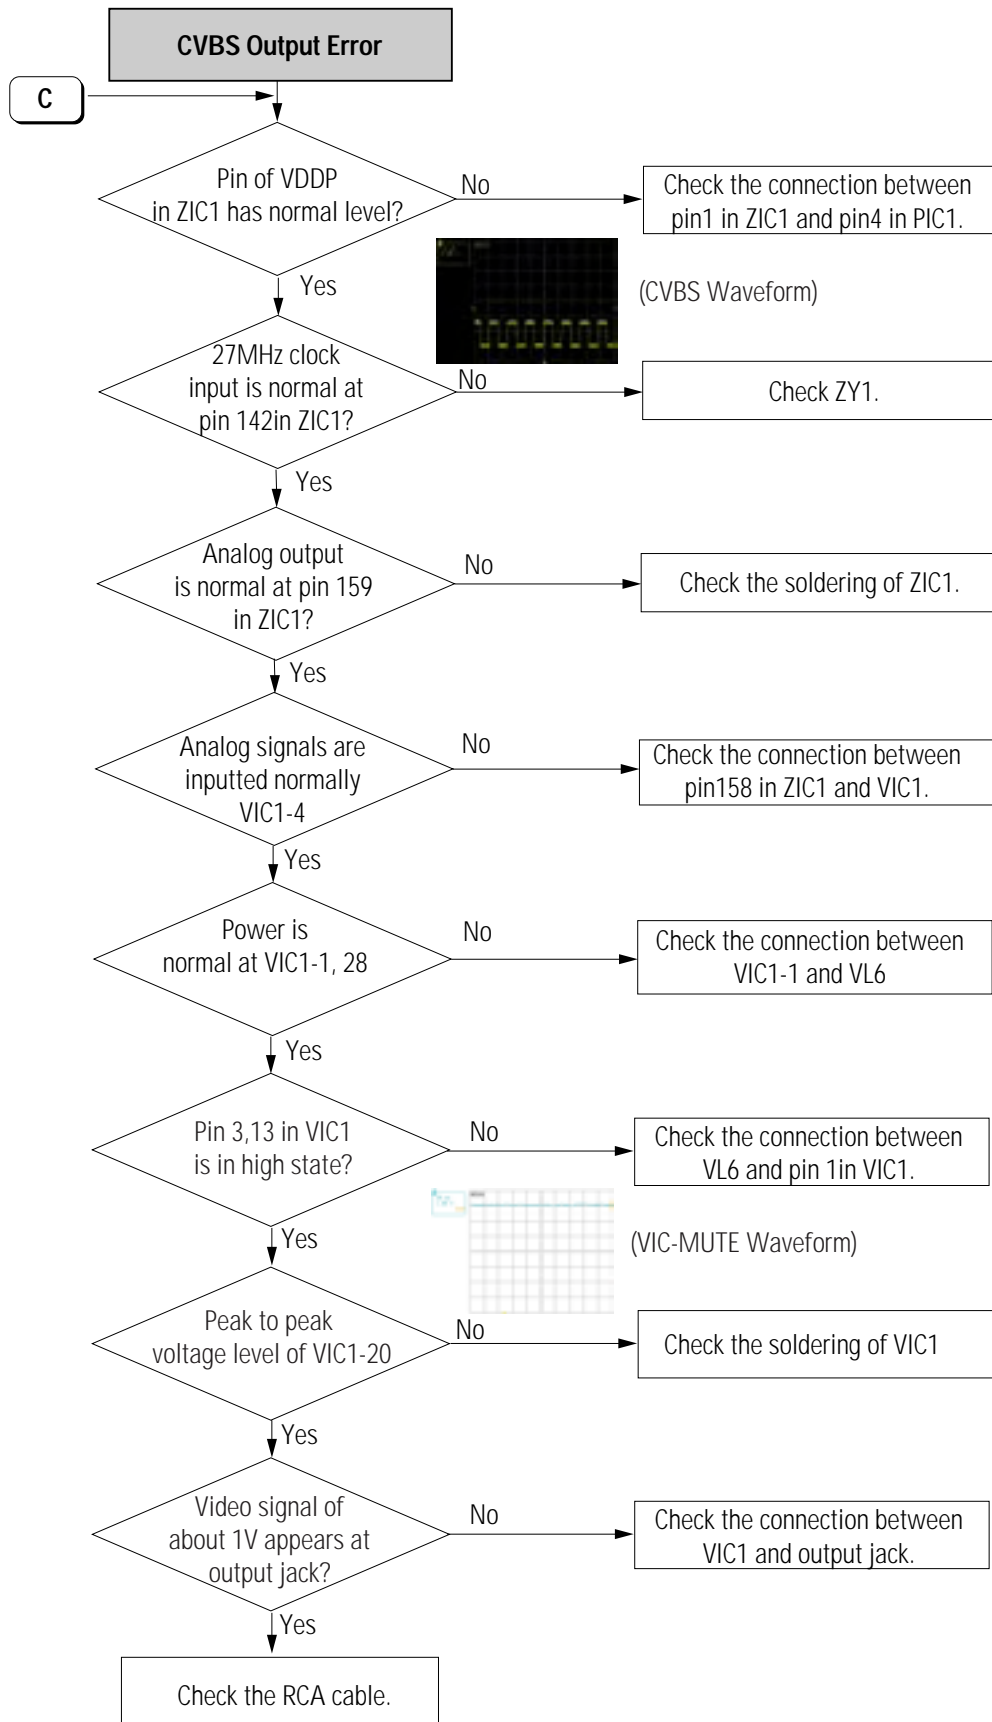 CVBS Output Error
C
Pin of VDDP
in ZIC1 has normal level?
No
Check the connection between
pin1 in ZIC1 and pin4 in PIC1.
Yes
(CVBS Waveform)
27MHz clock
input is normal at
pin 142in ZIC1?
No
Check ZY1.
Yes
Analog output
is normal at pin 159
in ZIC1?
No
Check the soldering of ZIC1.
Yes
Analog signals are
inputted normally
VIC1-4
No
Check the connection between
pin158 in ZIC1 and VIC1.
Yes
Power is
normal at VIC1-1, 28
No
Check the connection between
VIC1-1 and VL6
Yes
Pin 3,13 in VIC1
is in high state?
No
Check the connection between
VL6 and pin 1in VIC1.
Yes
(VIC-MUTE Waveform)
Peak to peak
voltage level of VIC1-20
No
Check the soldering of VIC1
Yes
Video signal of
about 1V appears at
output jack?
No
Check the connection between
VIC1 and output jack.
Yes
Check the RCA cable.